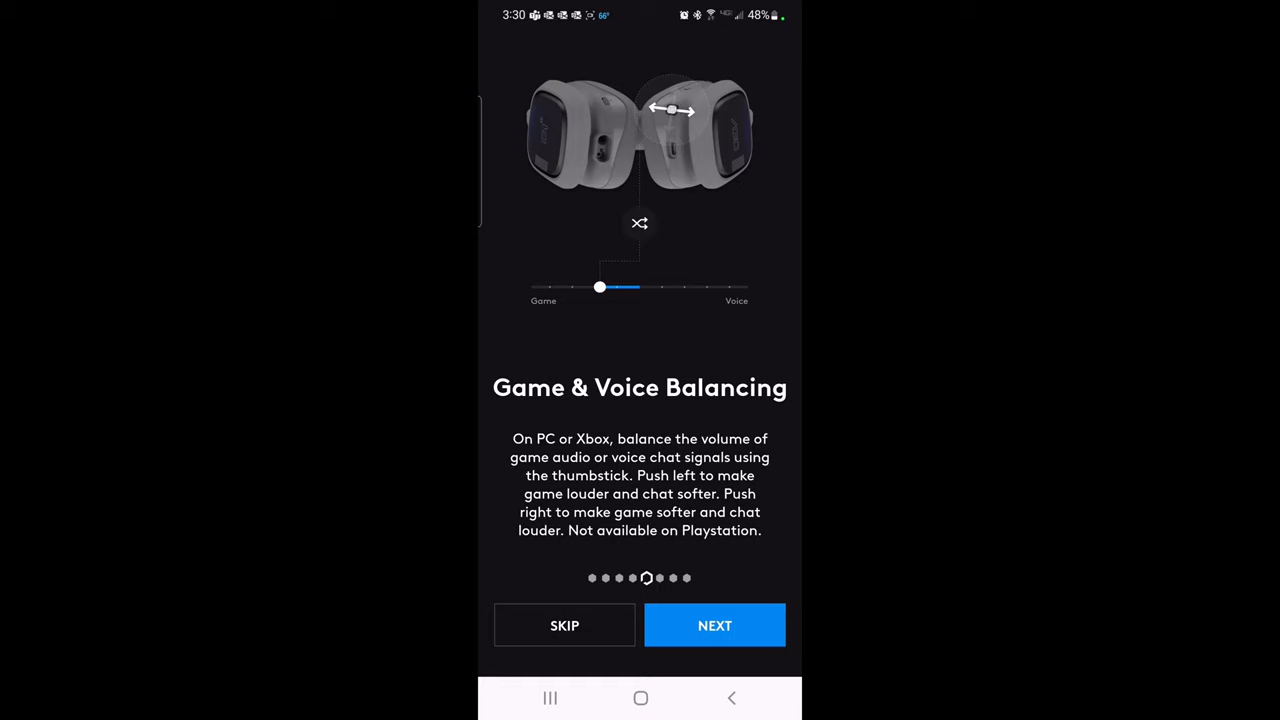 3:30 66° 48%
Game Voice
Game & Voice Balancing
On PC or Xbox, balance the volume of
game audio or voice chat signals using
the thumbstick. Push left to make
game louder and chat softer. Push
right to make game softer and chat
louder. Not available on Playstation.
SKIP NEXT